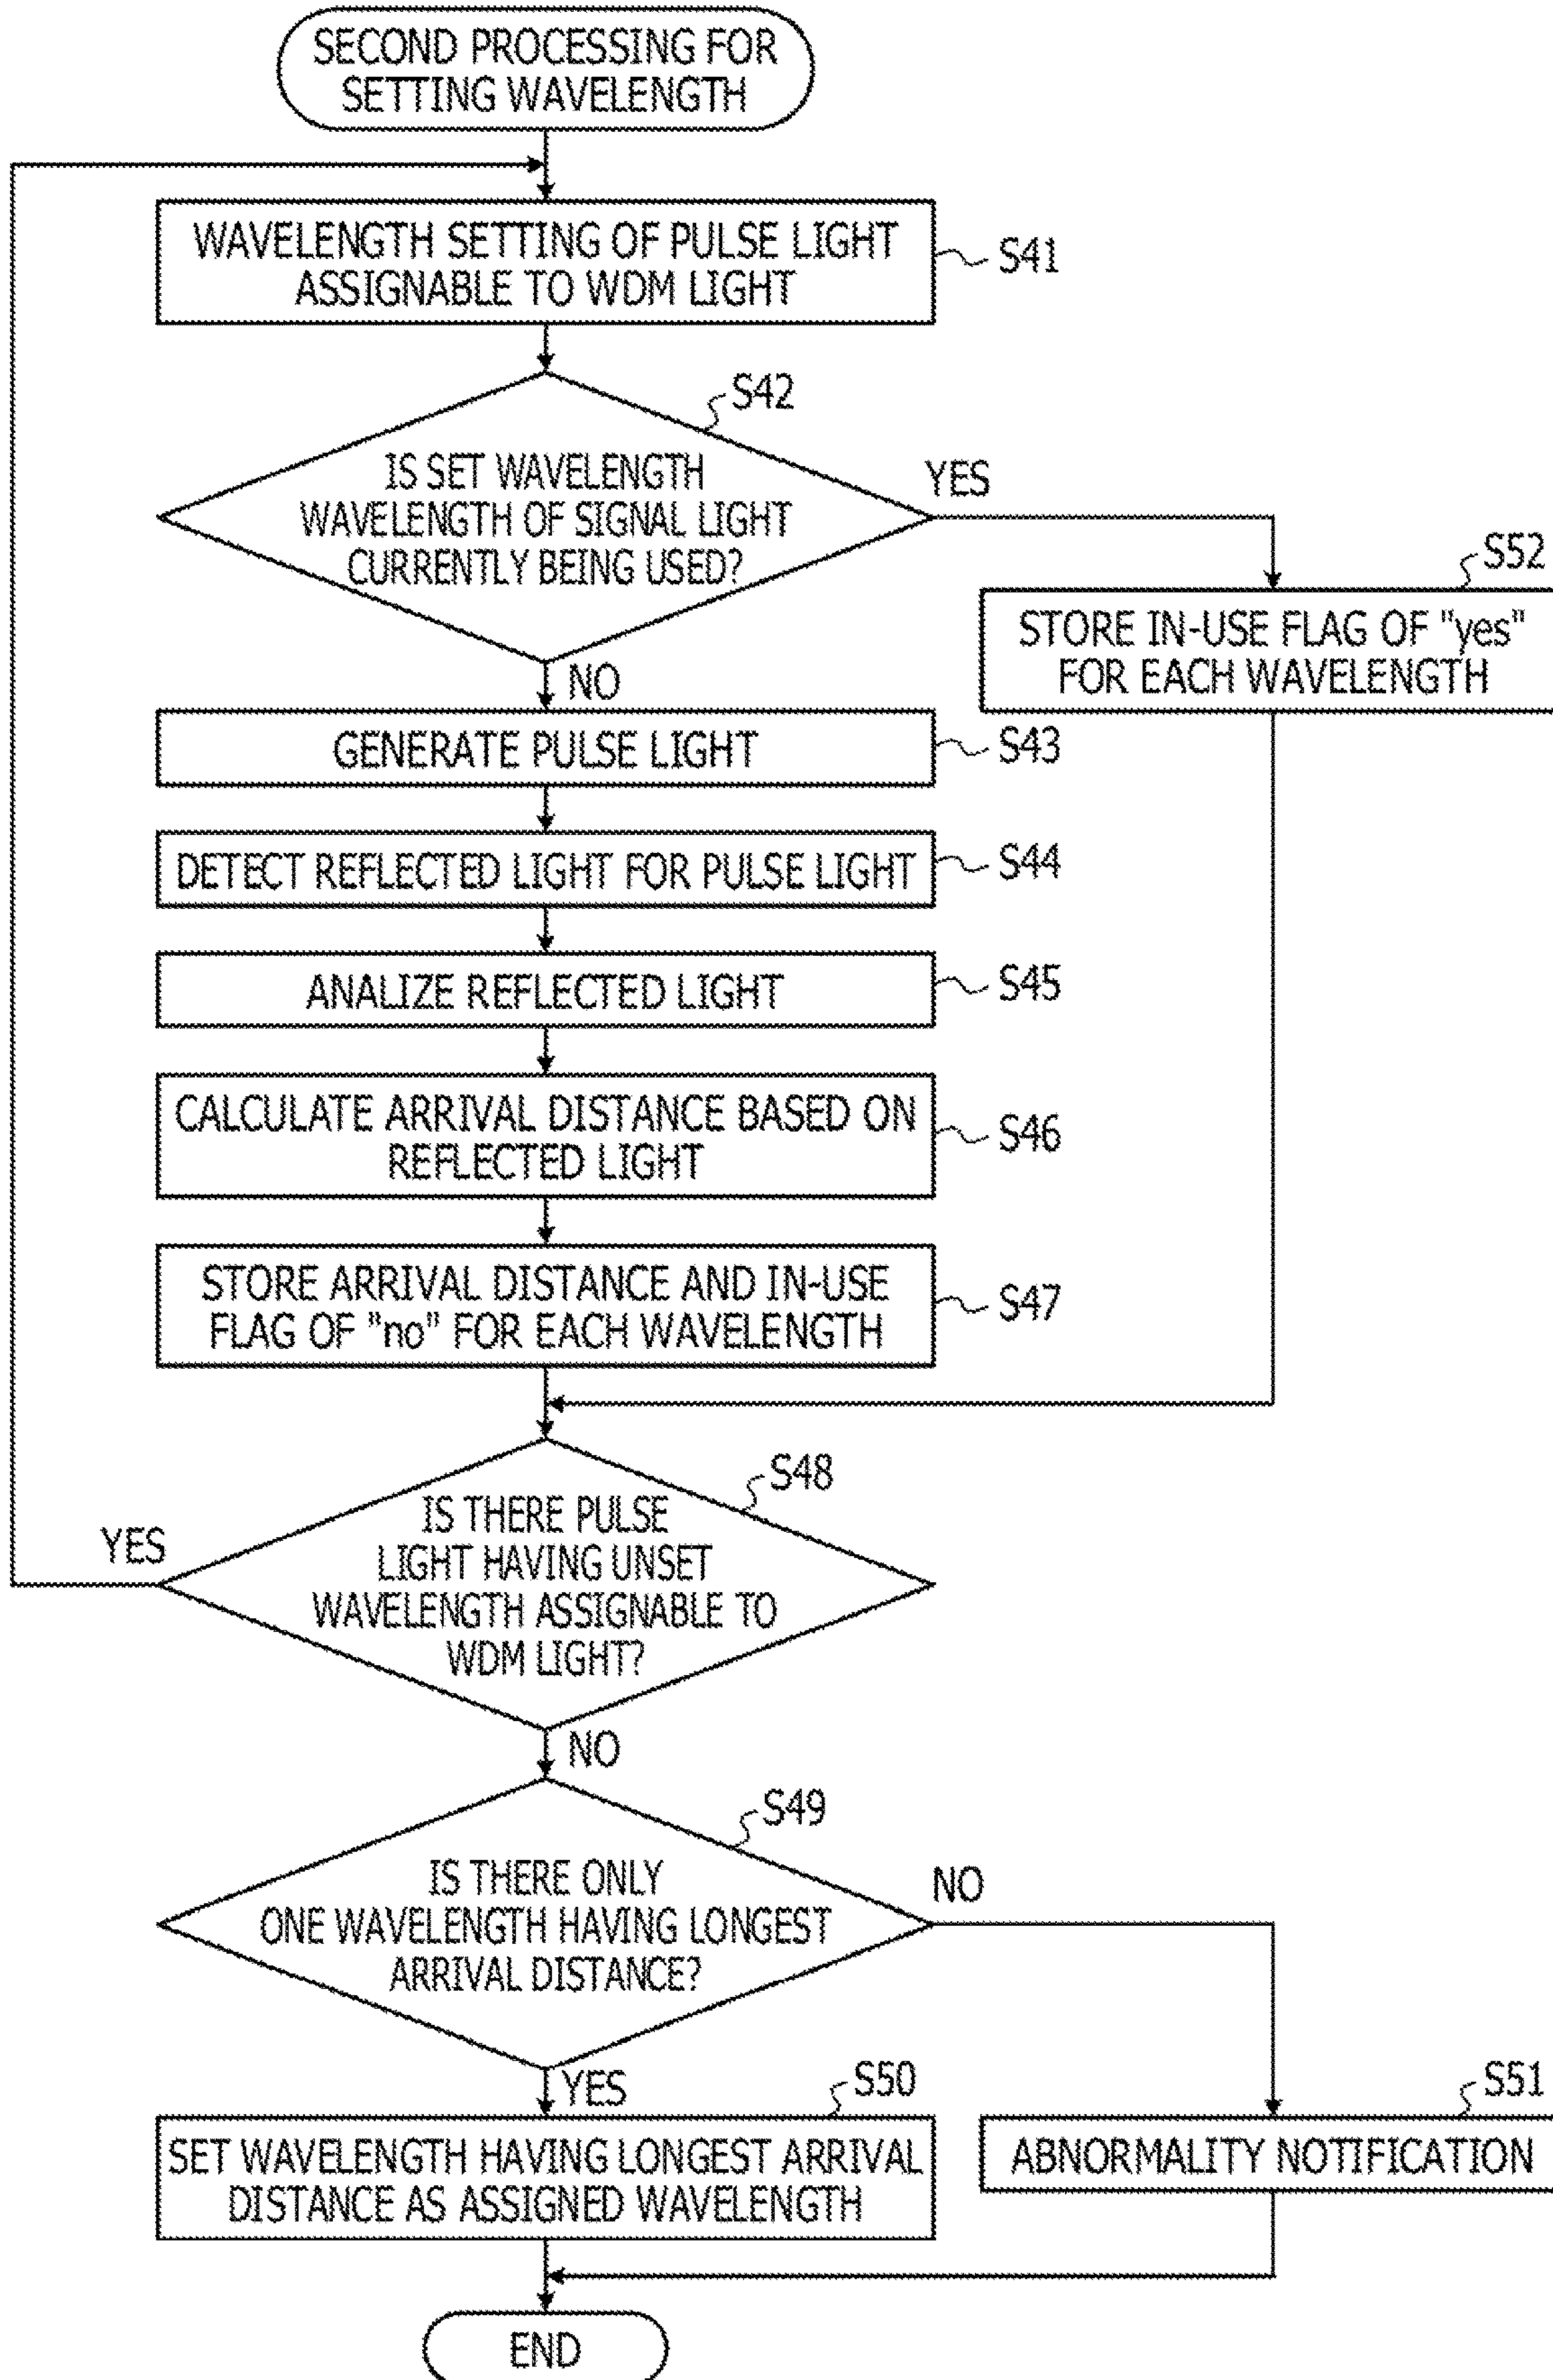 SECOND PROCESSING FOR
SETTING WAVELENGTH
WAVELENGTH SETTING OF PULSE LIGHT
ASSIGNABLE TO WDM LIGHT
S41
S42
IS SET WAVELENGTH
WAVELENGTH OF SIGNAL LIGHT
CURRENTLY BEING USED?
YES
S52
STORE IN-USE FLAG OF "yes"
FOR EACH WAVELENGTH
NO
GENERATE PULSE LIGHT
S43
DETECT REFLECTED LIGHT FOR PULSE LIGHT
S44
ANALIZE REFLECTED LIGHT
S45
CALCULATE ARRIVAL DISTANCE BASED ON
REFLECTED LIGHT
S46
STORE ARRIVAL DISTANCE AND IN-USE
FLAG OF "no" FOR EACH WAVELENGTH
S47
S48
IS THERE PULSE
LIGHT HAVING UNSET
WAVELENGTH ASSIGNABLE TO
WDM LIGHT?
YES
NO
S49
IS THERE ONLY
ONE WAVELENGTH HAVING LONGEST
ARRIVAL DISTANCE?
NO
YES
S50
SET WAVELENGTH HAVING LONGEST ARRIVAL
DISTANCE AS ASSIGNED WAVELENGTH
S51
ABNORMALITY NOTIFICATION
END